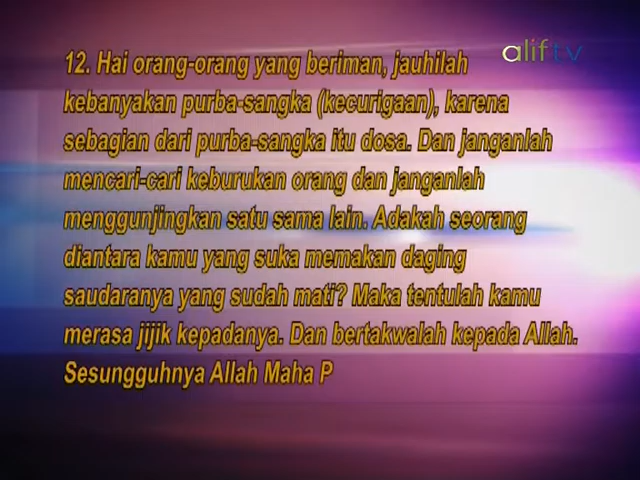 alif tv
12. Hai orang-orang yang beriman, jauhilah
kebanyakan purba-sangka (kecurigaan), karena
sebagian dari purba-sangka itu dosa. Dan janganlah
mencari-cari keburukan orang dan janganlah
menggunjingkan satu sama lain. Adakah seorang
diantara kamu yang suka memakan daging
saudaranya yang sudah mati? Maka tentulah kamu
merasa jijik kepadanya. Dan bertakwalah kepada Allah.
Sesungguhnya Allah Maha P